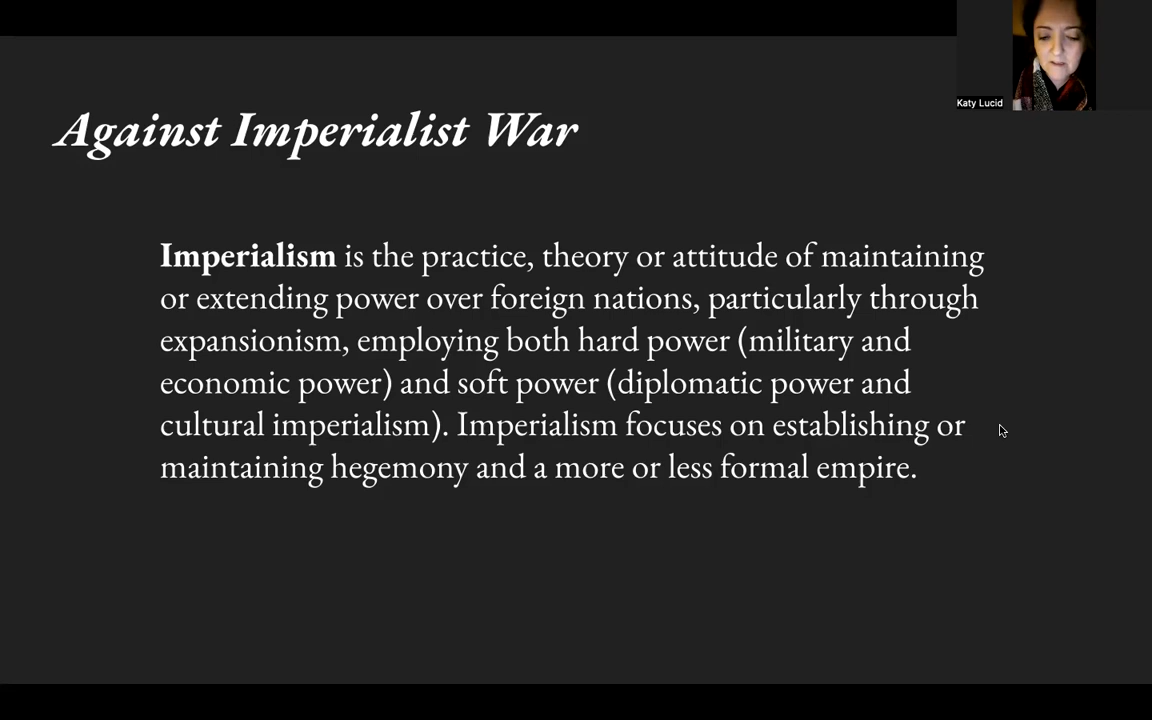 Katy Lucid
Against Imperialist War
Imperialism is the practice, theory or attitude of maintaining
or extending power over foreign nations, particularly through
expansionism, employing both hard power (military and
economic power) and soft power (diplomatic power and
cultural imperialism). Imperialism focuses on establishing or
maintaining hegemony and a more or less formal empire.